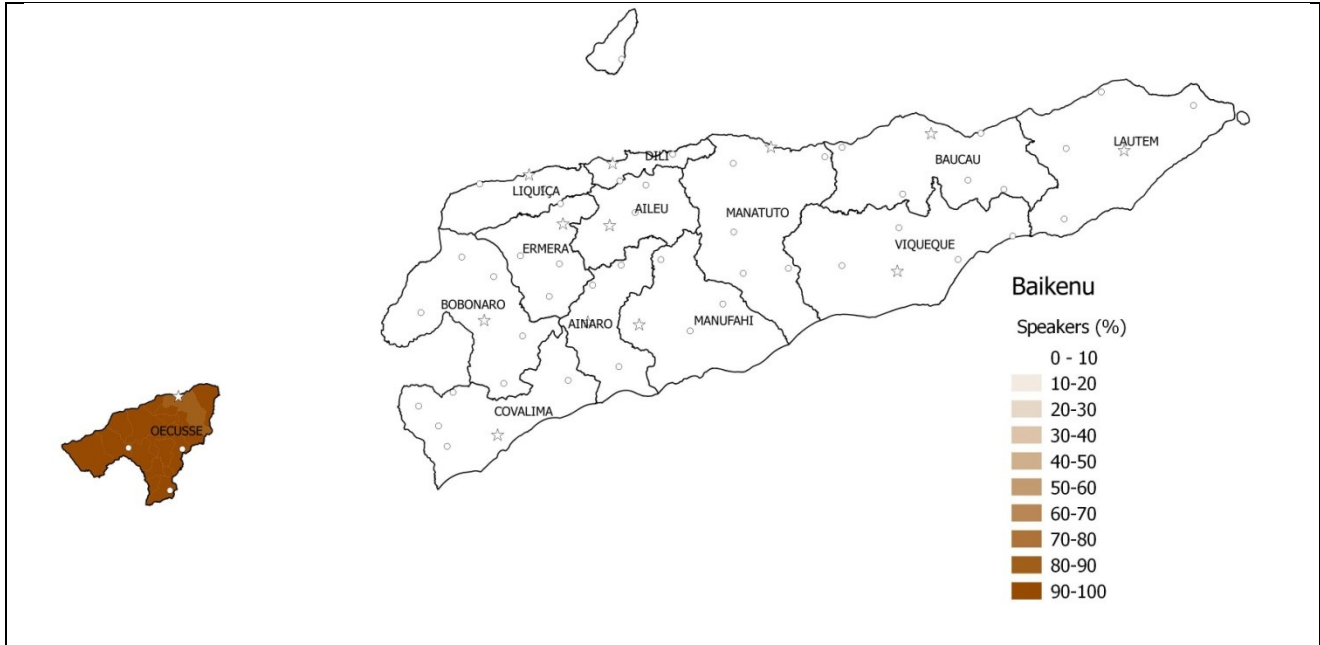 DILI
LAUTEM
BAUCAU
LIQUIÇA
AILEU
MANATUTO
ERMERA
VIQUEQUE
BOBONARO
AINARO
MANUFAHI
COVALIMA
OECUSSE
Baikenu
Speakers (%)
0 - 10
10-20
20-30
30-40
40-50
50-60
60-70
70-80
80-90
90-100